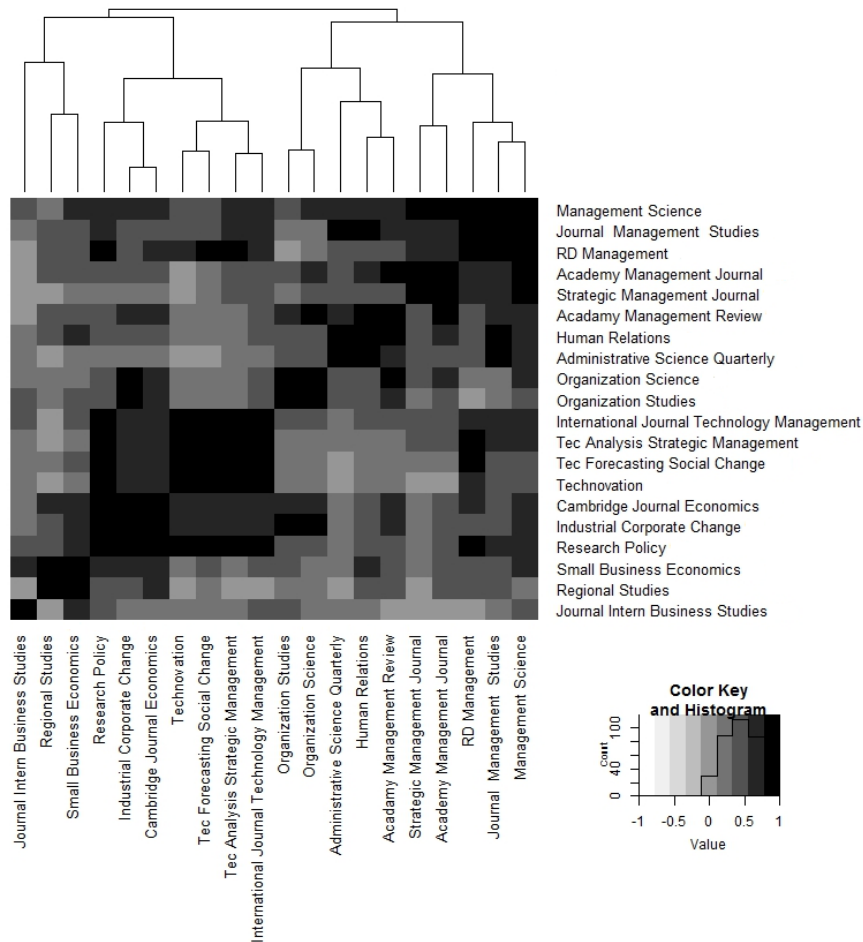 Management Science
Journal Management Studies
RD Management
Academy Management Journal
Strategic Management Journal
Acadamy Management Review
Human Relations
Administrative Science Quarterly
Organization Science
Organization Studies
International Journal Technology Management
Tec Analysis Strategic Management
Tec Forecasting Social Change
Technovation
Cambridge Journal Economics
Industrial Corporate Change
Research Policy
Small Business Economics
Regional Studies
Journal Intern Business Studies
Journal Intern Business Studies
Regional Studies
Small Business Economics
Research Policy
Industrial Corporate Change
Cambridge Journal Economics
Technovation
Tec Forecasting Social Change
Tec Analysis Strategic Management
International Journal Technology Management
Organization Studies
Organization Science
Administrative Science Quarterly
Human Relations
Acadamy Management Review
Strategic Management Journal
Academy Management Journal
RD Management
Journal Management Studies
Management Science
Color Key
and Histogram
Count
0 40 100
-1 -0.5 0 0.5 1
Value